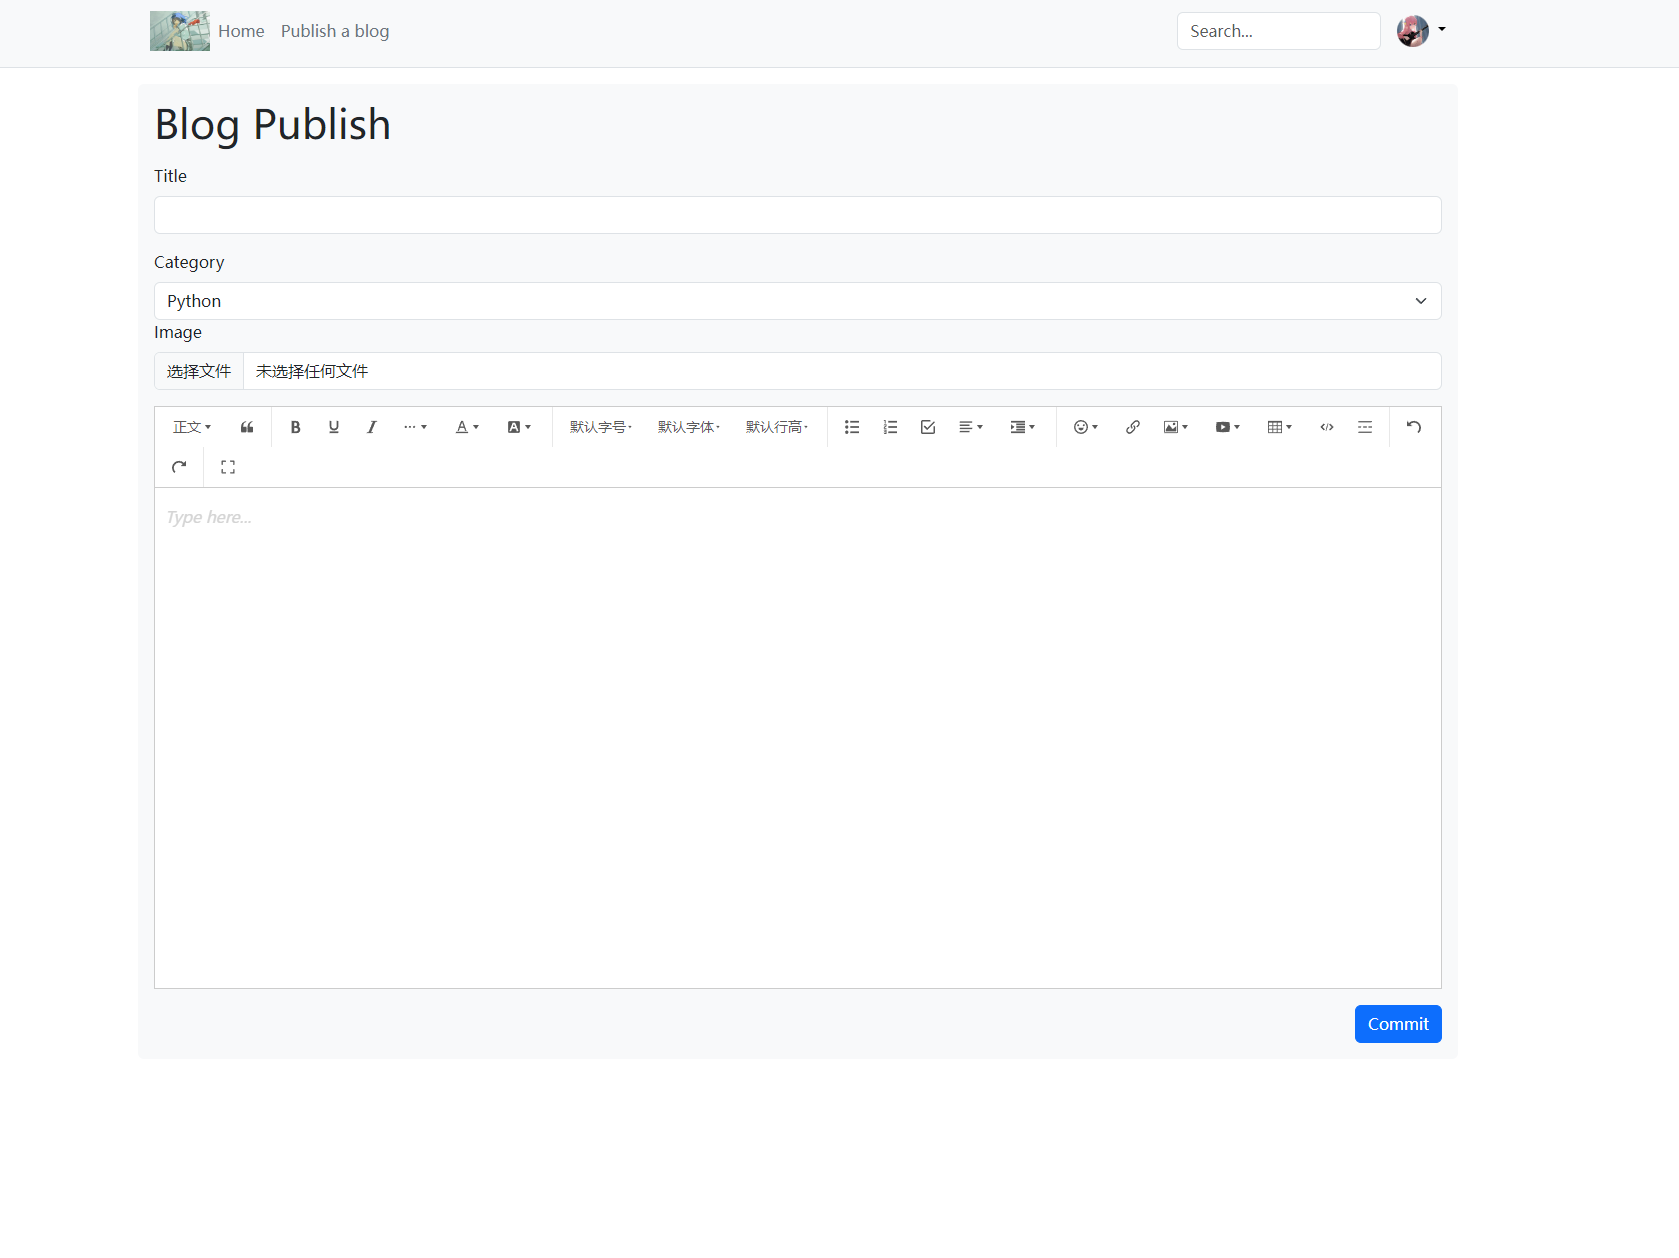 Home Publish a blog Search...
Blog Publish
Title
Category
Python
Image
选择文件 未选择任何文件
正文 默认字号 默认字体 默认行高
Type here...
Commit